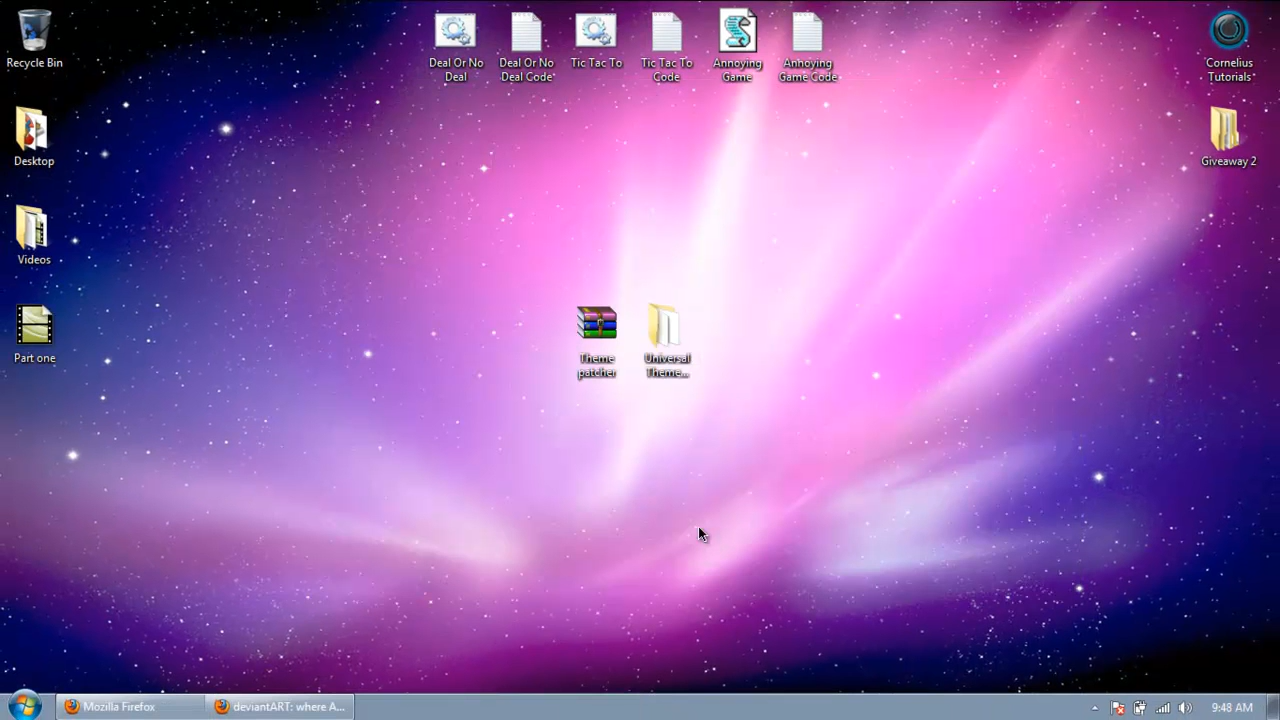 Recycle Bin
Desktop
Videos
Part one
Deal Or No
Deal
Deal Or No
Deal Code
Tic Tac To
Tic Tac To
Code
Annoying
Game
Annoying
Game Code
Cornelius
Tutorials
Giveaway 2
Theme
patcher
Universal
Theme...
Mozilla Firefox
deviantART: where A...
9:48 AM